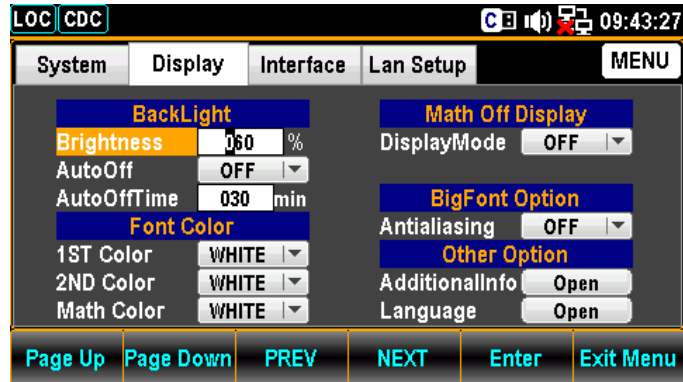 LOC CDC C 09:43:27
System Display Interface Lan Setup MENU
BackLight
Brightness 060 %
AutoOff OFF
AutoOffTime 030 min
Font Color
1ST Color WHITE
2ND Color WHITE
Math Color WHITE
Math Off Display
DisplayMode OFF
BigFont Option
Antialiasing OFF
Other Option
AdditionalInfo Open
Language Open
Page Up Page Down PREV NEXT Enter Exit Menu